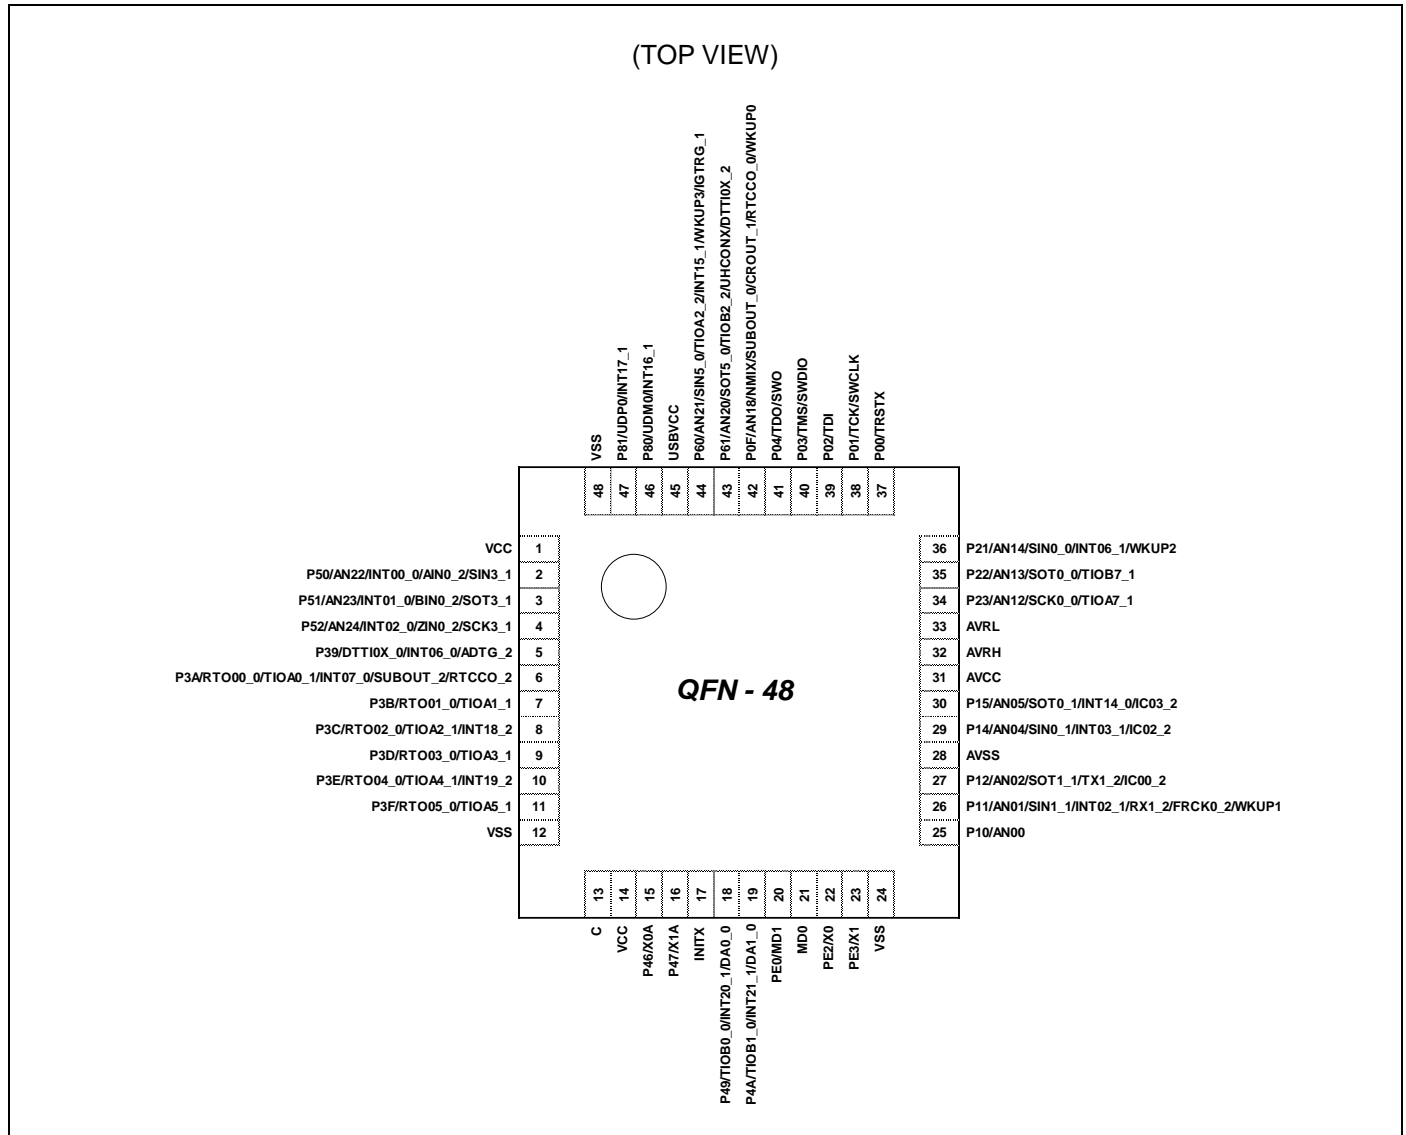 (TOP VIEW)
VSS
P81/UDP0/INT17_1
P80/UDM0/INT16_1
USBVCC
P60/AN21/SIN5_0/TIOA2_2/INT15_1/WKUP3/IGTRG_1
P61/AN20/SOT5_0/TIOB2_2/UHCONX/DTTI0X_2
P0F/AN18/NMIX/SUBOUT_0/CROUT_1/RTCCO_0/WKUP0
P04/TDO/SWO
P03/TMS/SWDIO
P02/TDI
P01/TCK/SWCLK
P00/TRSTX
48 47 46 45 44 43 42 41 40 39 38 37
VCC 1
P50/AN22/INT00_0/AIN0_2/SIN3_1 2
P51/AN23/INT01_0/BIN0_2/SOT3_1 3
P52/AN24/INT02_0/ZIN0_2/SCK3_1 4
P39/DTTI0X_0/INT06_0/ADTG_2 5
P3A/RTO00_0/TIOA0_1/INT07_0/SUBOUT_2/RTCCO_2 6
P3B/RTO01_0/TIOA1_1 7
P3C/RTO02_0/TIOA2_1/INT18_2 8
P3D/RTO03_0/TIOA3_1 9
P3E/RTO04_0/TIOA4_1/INT19_2 10
P3F/RTO05_0/TIOA5_1 11
VSS 12
QFN - 48
36 P21/AN14/SIN0_0/INT06_1/WKUP2
35 P22/AN13/SOT0_0/TIOB7_1
34 P23/AN12/SCK0_0/TIOA7_1
33 AVRL
32 AVRH
31 AVCC
30 P15/AN05/SOT0_1/INT14_0/IC03_2
29 P14/AN04/SIN0_1/INT03_1/IC02_2
28 AVSS
27 P12/AN02/SOT1_1/TX1_2/IC00_2
26 P11/AN01/SIN1_1/INT02_1/RX1_2/FRCK0_2/WKUP1
25 P10/AN00
13 14 15 16 17 18 19 20 21 22 23 24
C
VCC
P46/X0A
P47/X1A
INITX
P49/TIOB0_0/INT20_1/DA0_0
P4A/TIOB1_0/INT21_1/DA1_0
PE0/MD1
MD0
PE2/X0
PE3/X1
VSS